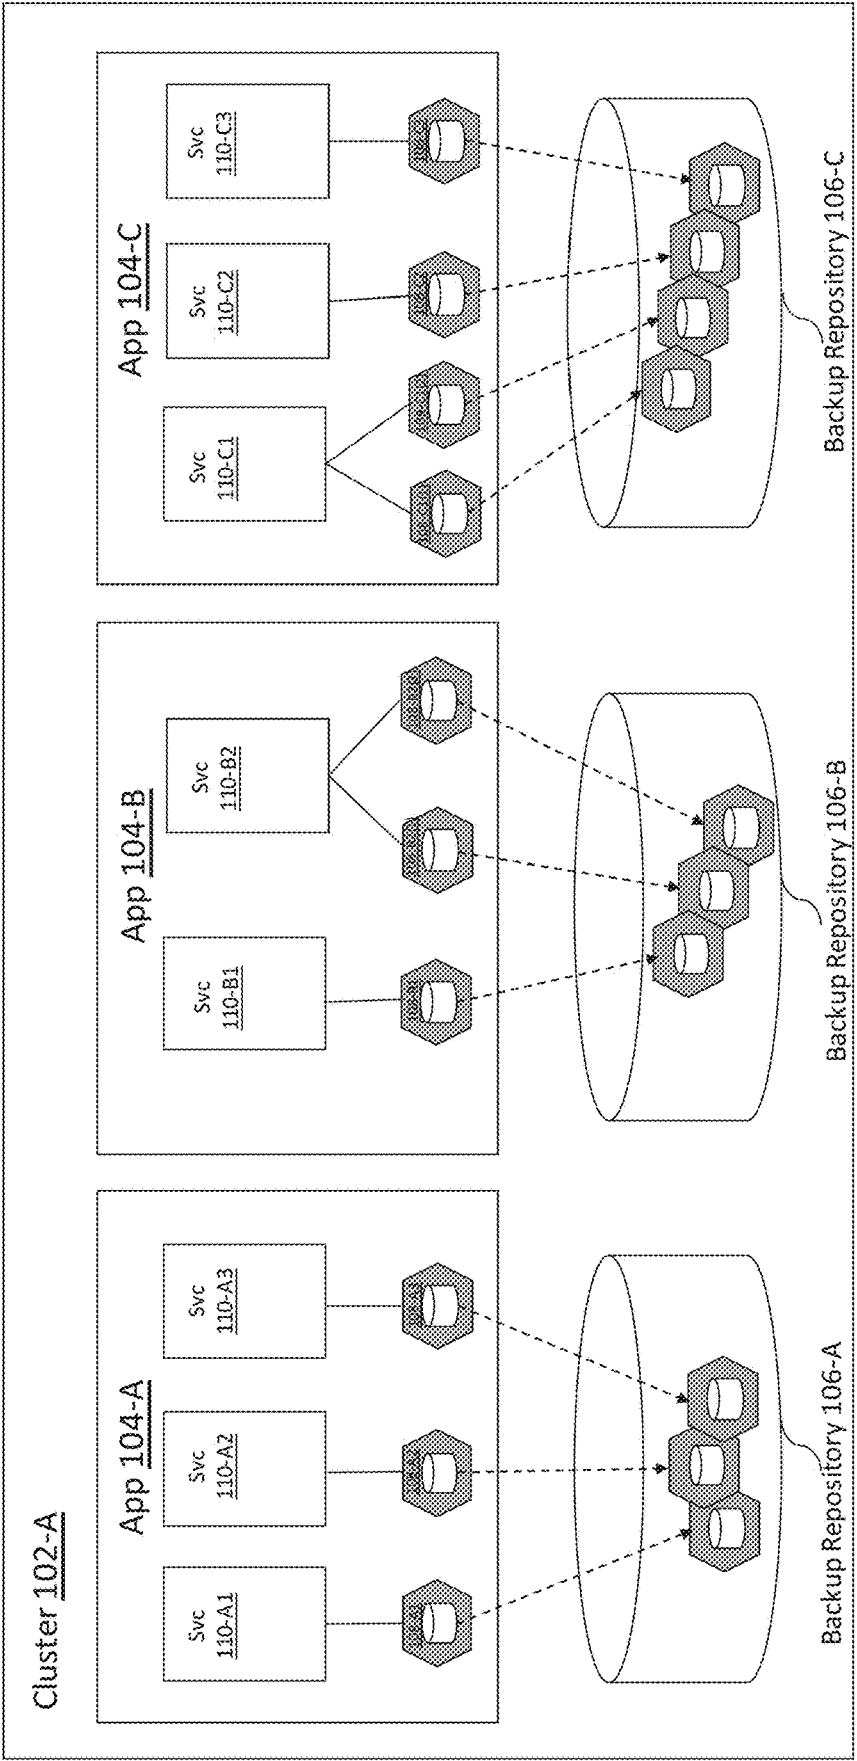 Cluster 102-A
App 104-A
Svc
110-A1
Svc
110-A2
Svc
110-A3
Backup Repository 106-A
App 104-B
Svc
110-B1
Svc
110-B2
Backup Repository 106-B
App 104-C
Svc
110-C1
Svc
110-C2
Svc
110-C3
Backup Repository 106-C